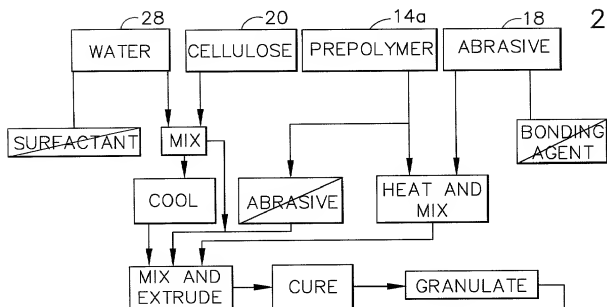 28
20
14a
18
2
WATER
CELLULOSE
PREPOLYMER
ABRASIVE
SURFACTANT
MIX
BONDING
AGENT
COOL
ABRASIVE
HEAT AND
MIX
MIX AND
EXTRUDE
CURE
GRANULATE